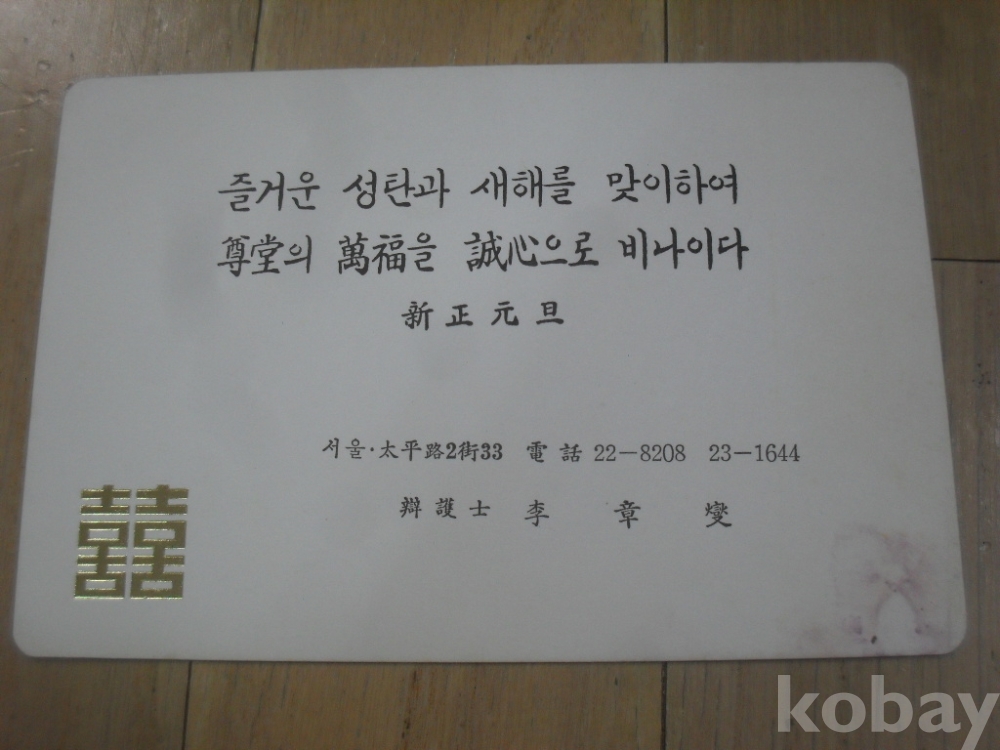 즐거운 성탄과 새해를 맞이하여
尊堂의 萬福을 誠心으로 비나이다
新正元旦
서울·太平路2街33 電話 22-8208 23-1644
辯護士 李章燮
囍
kobay